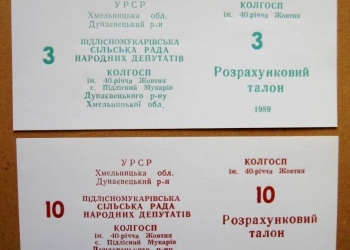 УРСР
Хмельницька обл.
Дунаєвецький р-н
3
ПІДЛІСНОМУКАРІВСЬКА
СІЛЬСЬКА РАДА
НАРОДНИХ ДЕПУТАТІВ
КОЛГОСП
ім. 40-річчя Жовтня
с. Підлісний Мукарів
Дунаєвецького р-ну
Хмельницької обл.
КОЛГОСП
ім. 40-річчя Жовтня
3
Розрахунковий
талон
1989
УРСР
Хмельницька обл.
Дунаєвецький р-н
10
ПІДЛІСНОМУКАРІВСЬКА
СІЛЬСЬКА РАДА
НАРОДНИХ ДЕПУТАТІВ
КОЛГОСП
ім. 40-річчя Жовтня
с. Підлісний Мукарів
Дунаєвецького р-ну
КОЛГОСП
ім. 40-річчя Жовтня
10
Розрахунковий
талон